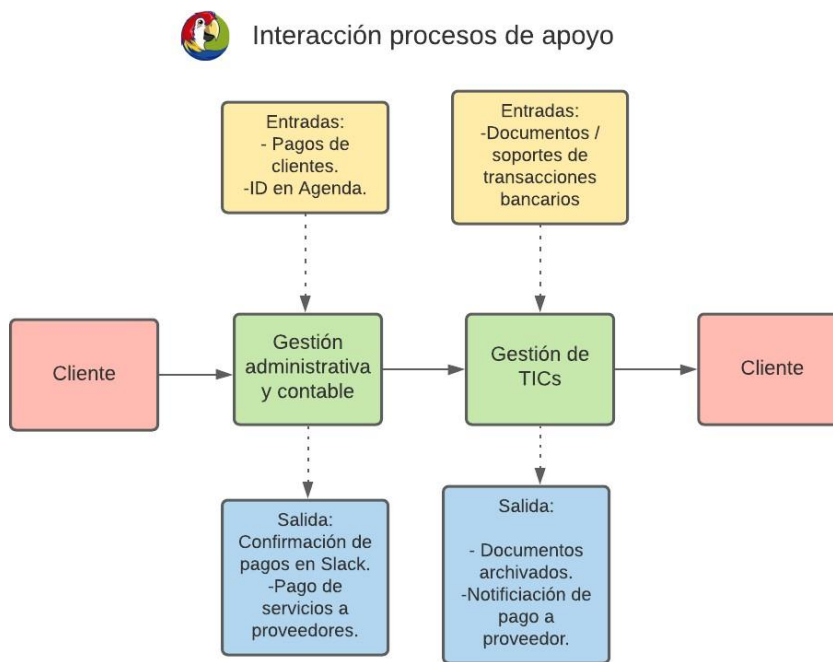 Interacción procesos de apoyo
Entradas:
- Pagos de
clientes.
-ID en Agenda.
Entradas:
-Documentos /
soportes de
transacciones
bancarios
Cliente
Gestión
administrativa
y contable
Gestión de
TICs
Cliente
Salida:
Confirmación de
pagos en Slack.
-Pago de
servicios a
proveedores.
Salida:
- Documentos
archivados.
-Notificiación de
pago a
proveedor.